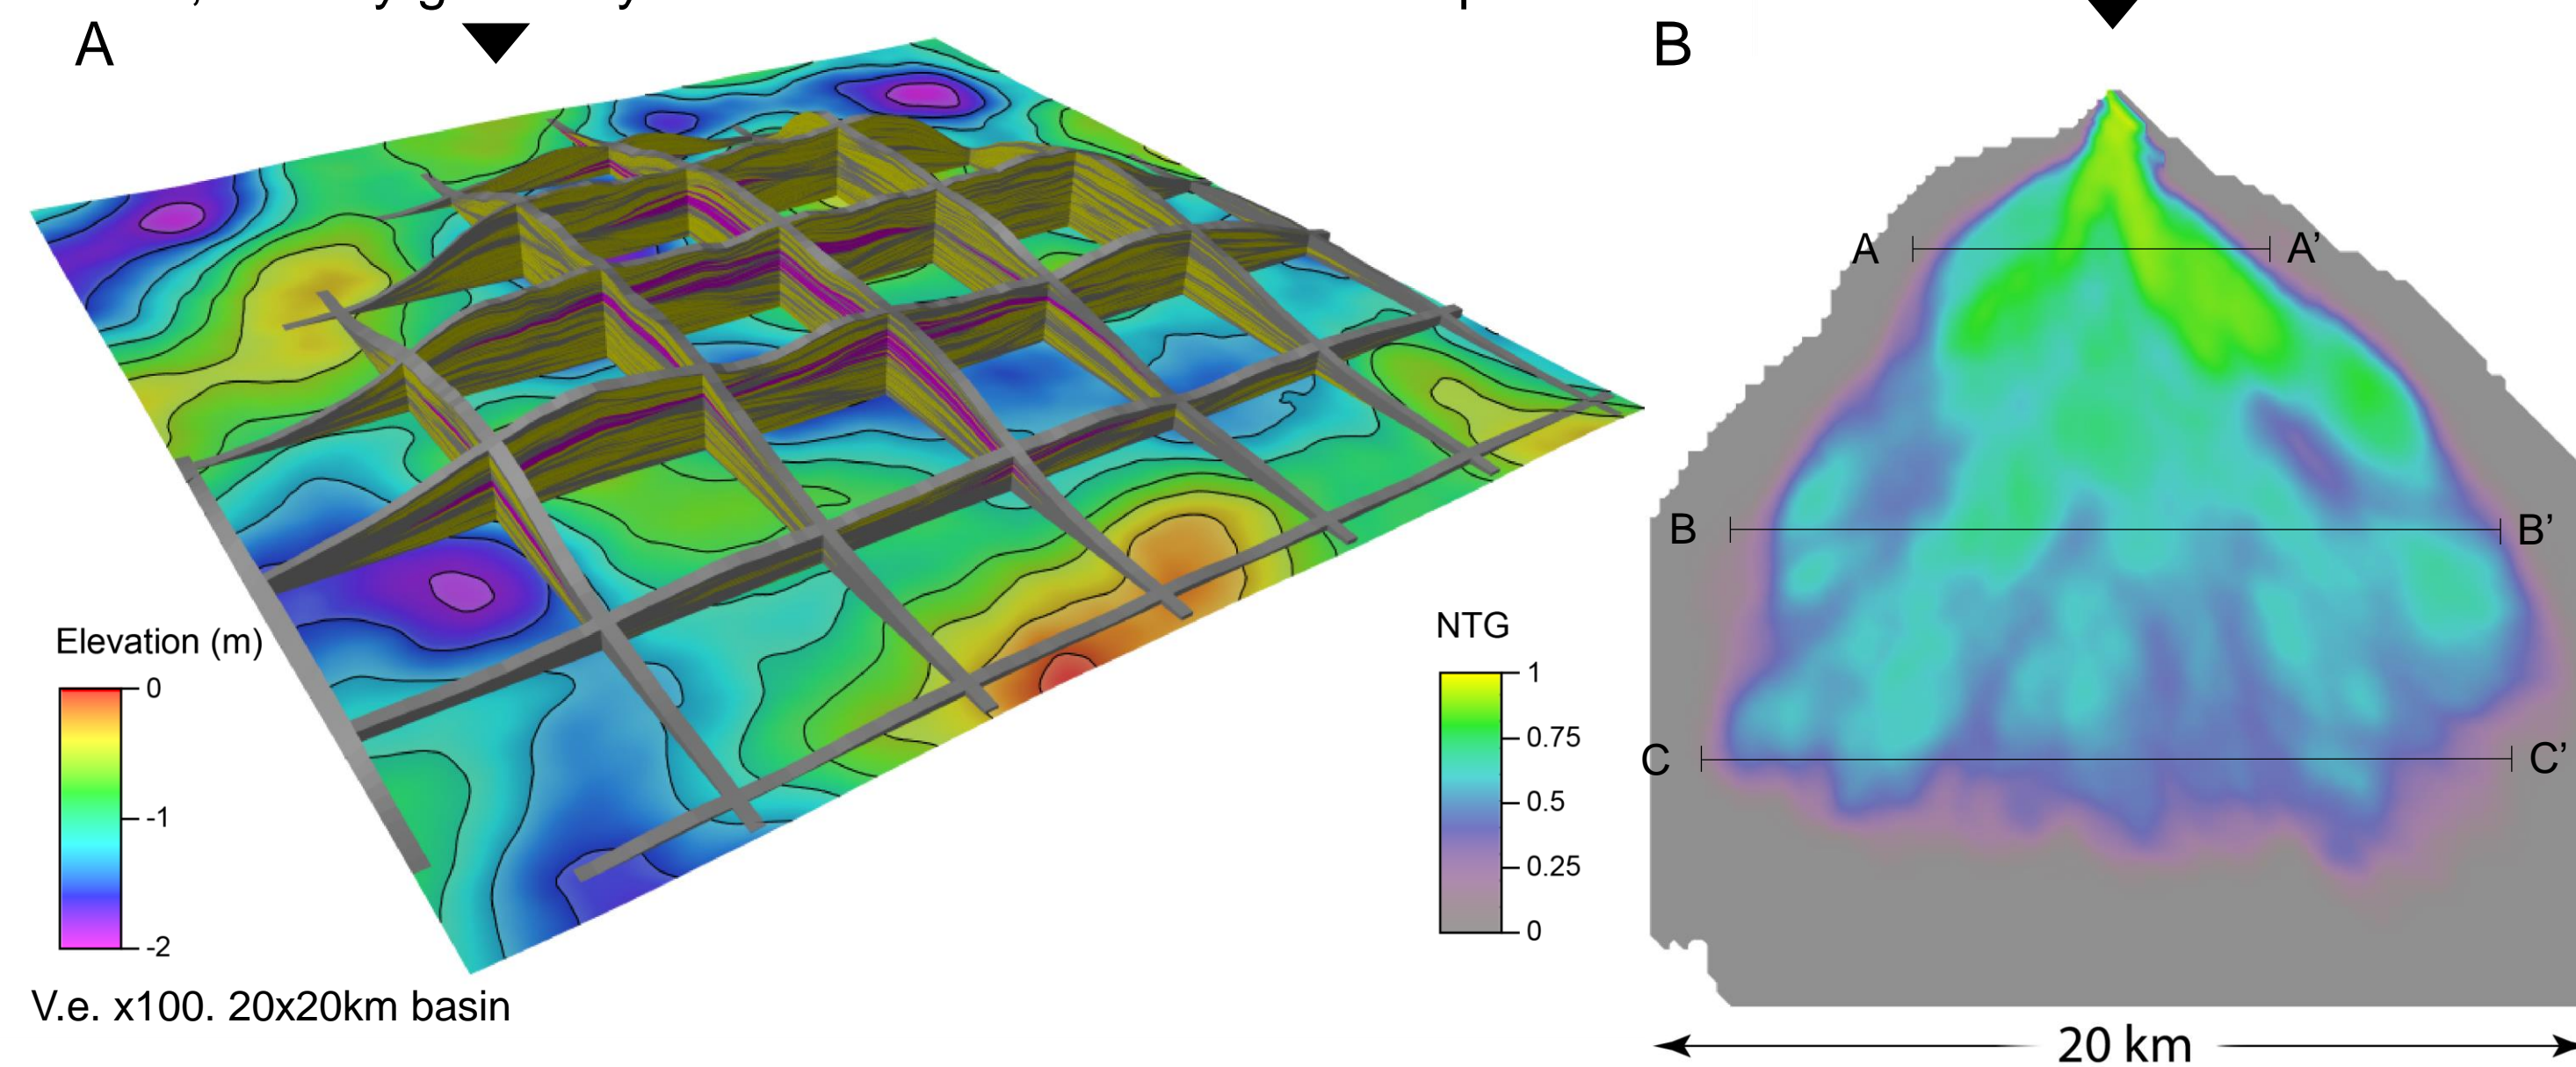 A
B
A
A’
B
B’
C
C’
Elevation (m)
0
-1
-2
NTG
1
0.75
0.5
0.25
0
V.e. x100. 20x20km basin
20 km